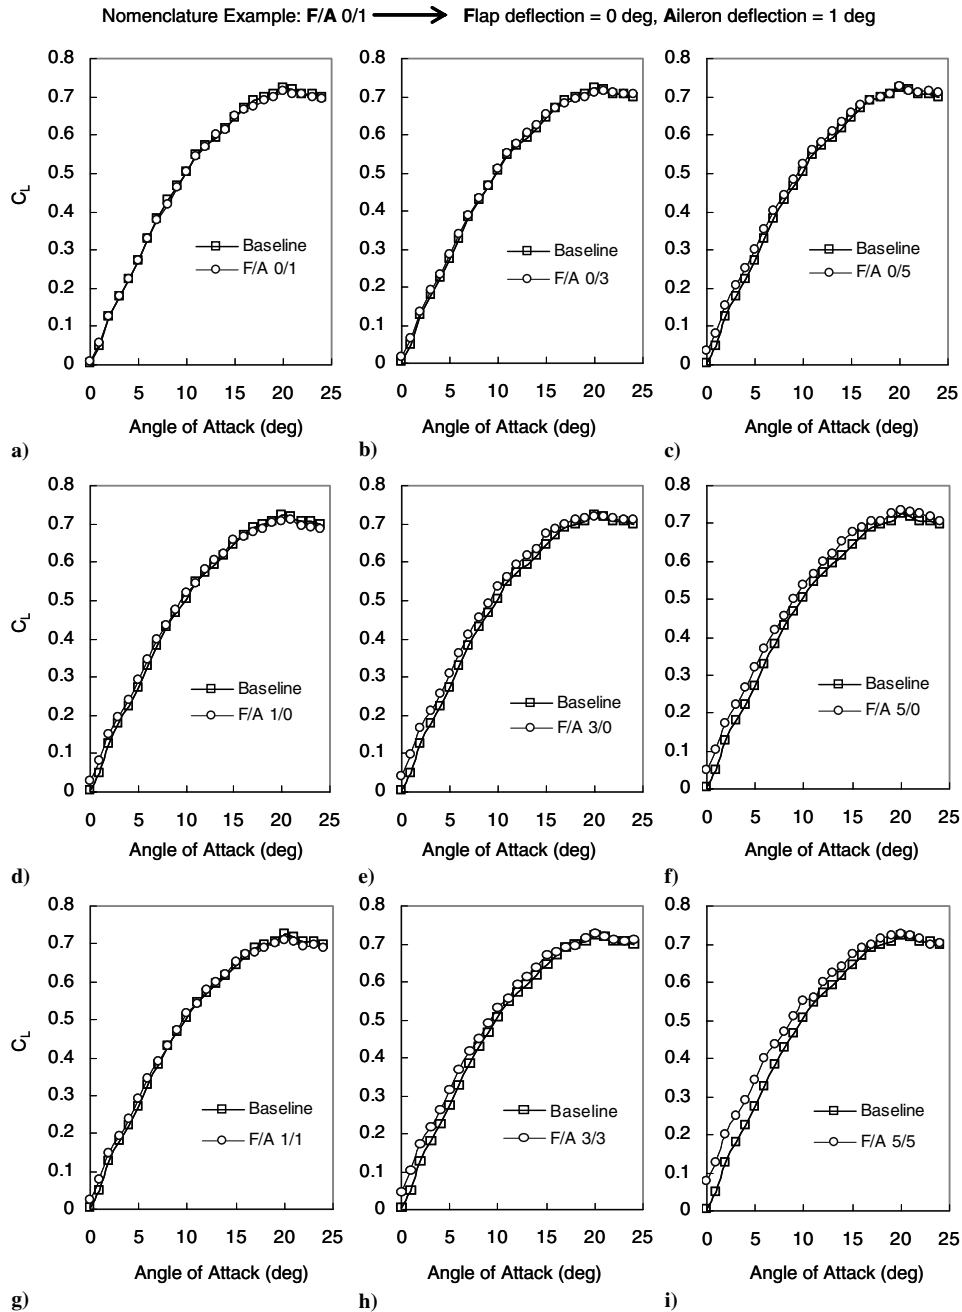 Nomenclature Example: F/A 0/1 Flap deflection = 0 deg, Aileron deflection = 1 deg
0.8
0.7
0.6
0.5
0.4
0.3
0.2
0.1
0
CL
Baseline
F/A 0/1
0 5 10 15 20 25
Angle of Attack (deg)
a)
0.8
0.7
0.6
0.5
0.4
0.3
0.2
0.1
0
Baseline
F/A 0/3
0 5 10 15 20 25
Angle of Attack (deg)
b)
0.8
0.7
0.6
0.5
0.4
0.3
0.2
0.1
0
Baseline
F/A 0/5
0 5 10 15 20 25
Angle of Attack (deg)
c)
0.8
0.7
0.6
0.5
0.4
0.3
0.2
0.1
0
CL
Baseline
F/A 1/0
0 5 10 15 20 25
Angle of Attack (deg)
d)
0.8
0.7
0.6
0.5
0.4
0.3
0.2
0.1
0
Baseline
F/A 3/0
0 5 10 15 20 25
Angle of Attack (deg)
e)
0.8
0.7
0.6
0.5
0.4
0.3
0.2
0.1
0
Baseline
F/A 5/0
0 5 10 15 20 25
Angle of Attack (deg)
f)
0.8
0.7
0.6
0.5
0.4
0.3
0.2
0.1
0
CL
Baseline
F/A 1/1
0 5 10 15 20 25
Angle of Attack (deg)
g)
0.8
0.7
0.6
0.5
0.4
0.3
0.2
0.1
0
Baseline
F/A 3/3
0 5 10 15 20 25
Angle of Attack (deg)
h)
0.8
0.7
0.6
0.5
0.4
0.3
0.2
0.1
0
Baseline
F/A 5/5
0 5 10 15 20 25
Angle of Attack (deg)
i)